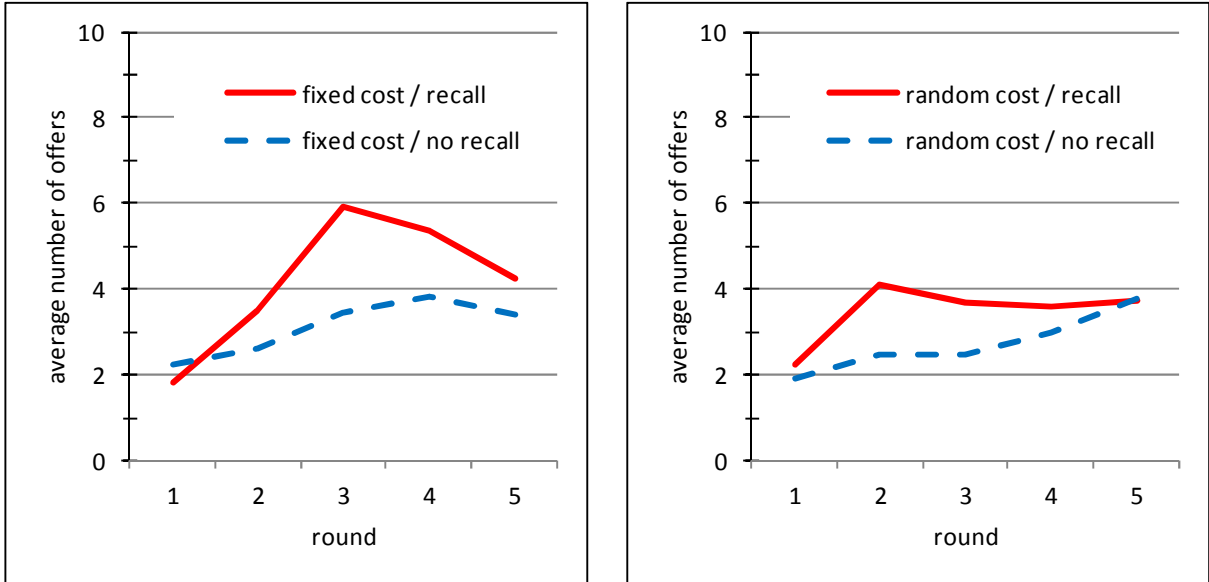 10
8
6
4
2
0
average number of offers
fixed cost / recall
fixed cost / no recall
1 2 3 4 5
round
10
8
6
4
2
0
average number of offers
random cost / recall
random cost / no recall
1 2 3 4 5
round